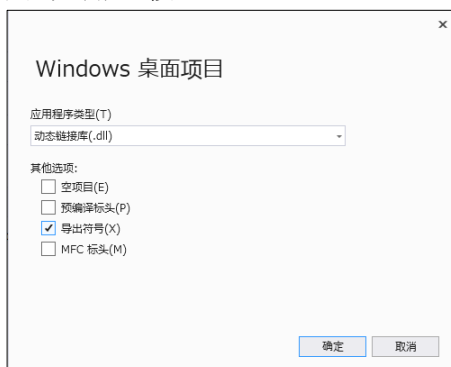 Windows 桌面项目
应用程序类型(T)
动态链接库(.dll)
其他选项:
空项目(E)
预编译标头(P)
导出符号(X)
MFC 标头(M)
确定 取消